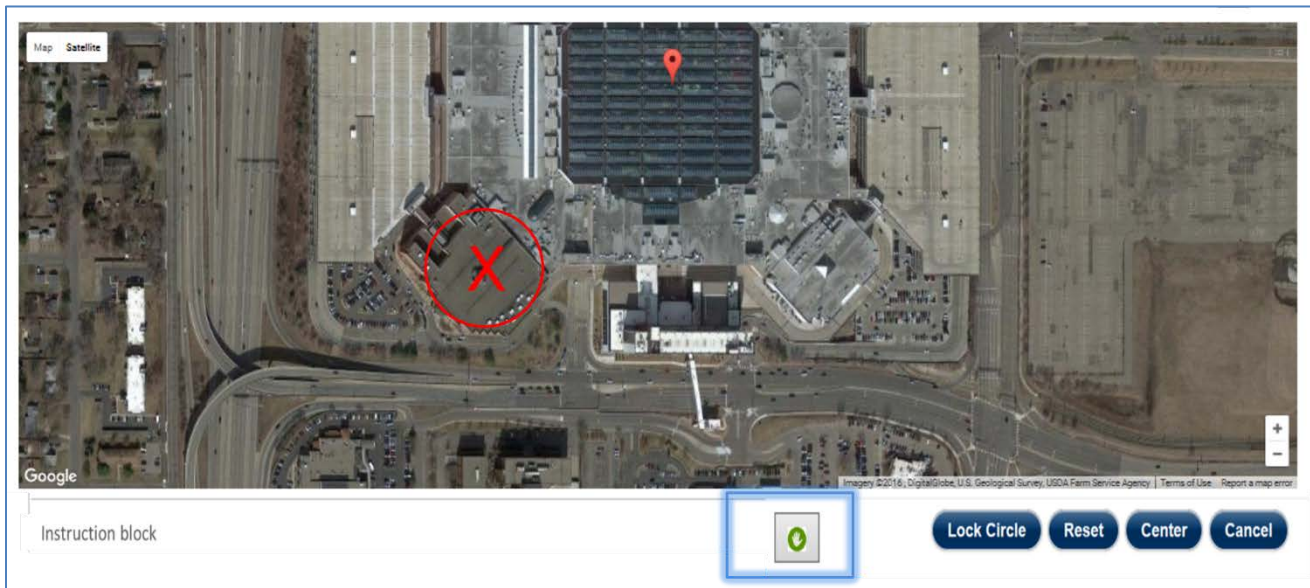 Map Satellite
X
+
−
Google
Imagery ©2016, DigitalGlobe, U.S. Geological Survey, USDA Farm Service Agency Terms of Use Report a map error
Instruction block
Lock Circle Reset Center Cancel